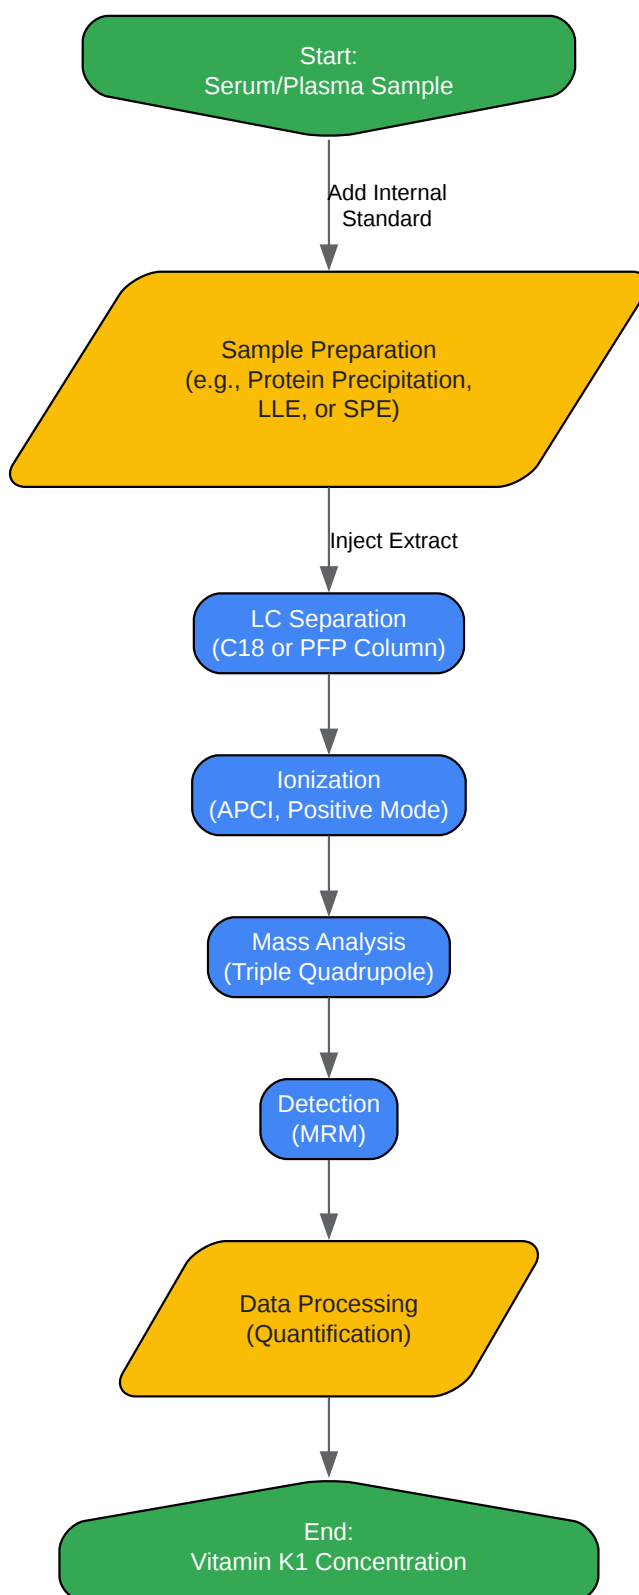 Start:
Serum/Plasma Sample
Add Internal
Standard
Sample Preparation
(e.g., Protein Precipitation,
LLE, or SPE)
Inject Extract
LC Separation
(C18 or PFP Column)
Ionization
(APCI, Positive Mode)
Mass Analysis
(Triple Quadrupole)
Detection
(MRM)
Data Processing
(Quantification)
End:
Vitamin K1 Concentration